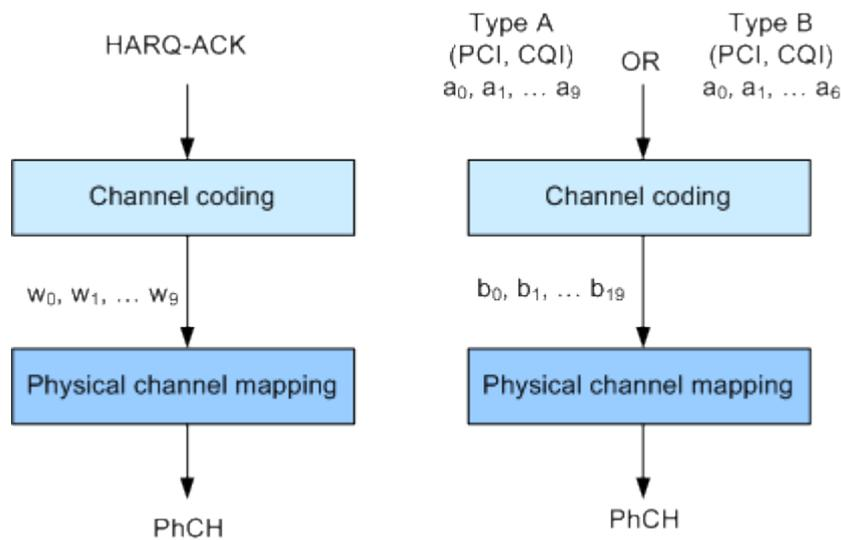 HARQ-ACK
Channel coding
w₀, w₁, … w₉
Physical channel mapping
PhCH
Type A
(PCI, CQI)
a₀, a₁, … a₉
OR
Type B
(PCI, CQI)
a₀, a₁, … a₆
Channel coding
b₀, b₁, … b₁₉
Physical channel mapping
PhCH